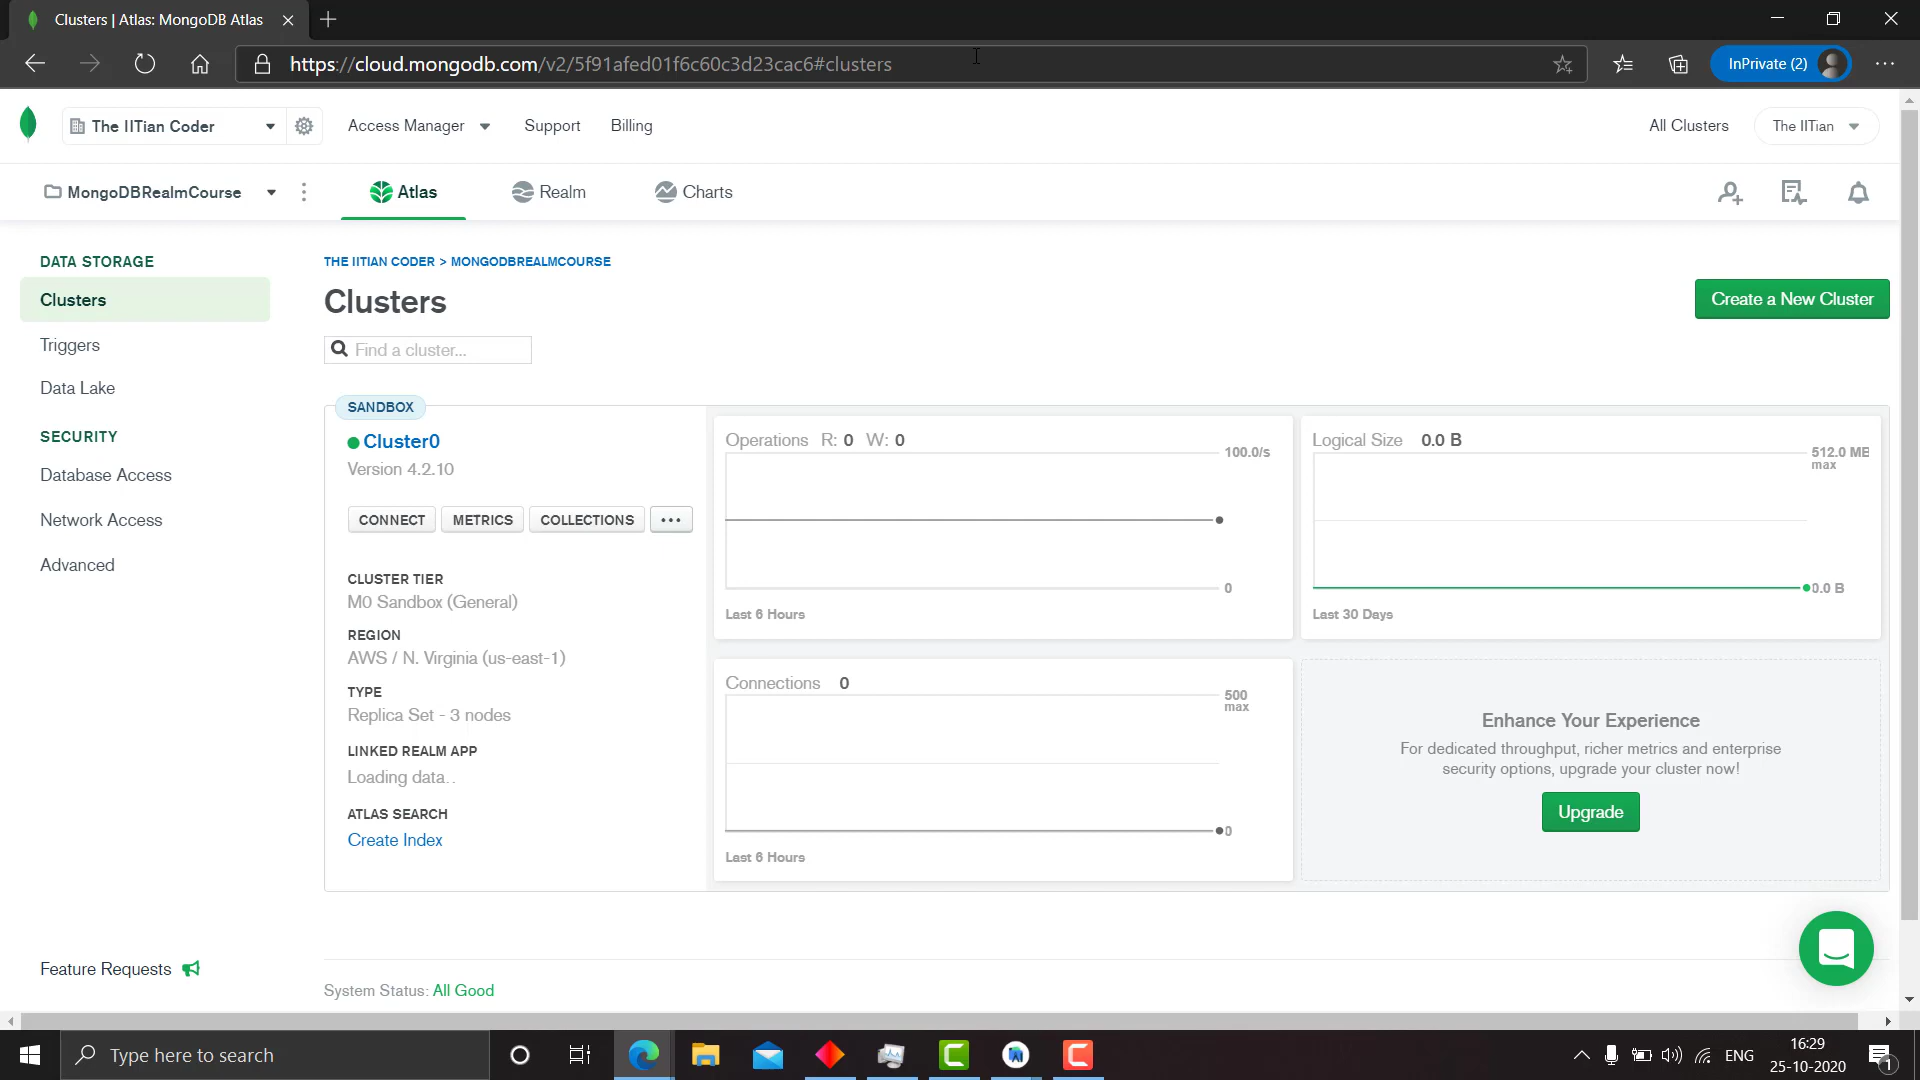 Clusters | Atlas: MongoDB Atlas
https://cloud.mongodb.com/v2/5f91afed01f6c60c3d23cac6#clusters
InPrivate (2)
The IITian Coder
Access Manager
Support
Billing
All Clusters
The IITian
MongoDBRealmCourse
Atlas
Realm
Charts
DATA STORAGE
Clusters
Triggers
Data Lake
SECURITY
Database Access
Network Access
Advanced
Feature Requests
THE IITIAN CODER > MONGODBREALMCOURSE
Clusters
Create a New Cluster
Find a cluster...
SANDBOX
Cluster0
Version 4.2.10
CONNECT
METRICS
COLLECTIONS
CLUSTER TIER
M0 Sandbox (General)
REGION
AWS / N. Virginia (us-east-1)
TYPE
Replica Set - 3 nodes
LINKED REALM APP
Loading data..
ATLAS SEARCH
Create Index
Operations R: 0 W: 0
100.0/s
0
Last 6 Hours
Logical Size 0.0 B
512.0 MB
max
0.0 B
Last 30 Days
Connections 0
500
max
0
Last 6 Hours
Enhance Your Experience
For dedicated throughput, richer metrics and enterprise
security options, upgrade your cluster now!
Upgrade
System Status: All Good
Type here to search
ENG
16:29
25-10-2020
1